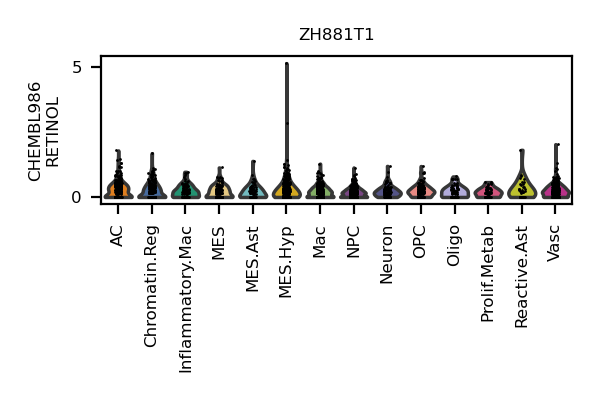 ZH881T1
CHEMBL986
RETINOL
5
0
AC
Chromatin.Reg
Inflammatory.Mac
MES
MES.Ast
MES.Hyp
Mac
NPC
Neuron
OPC
Oligo
Prolif.Metab
Reactive.Ast
Vasc